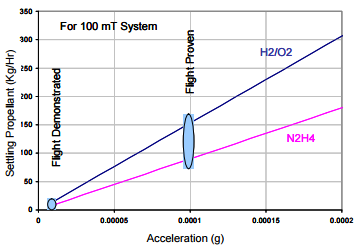 For 100 mT System
Flight Proven
Flight Demonstrated
H2/O2
N2H4
Settling Propellant (Kg/Hr)
350
300
250
200
150
100
50
0
0
0.00005
0.0001
0.00015
0.0002
Acceleration (g)